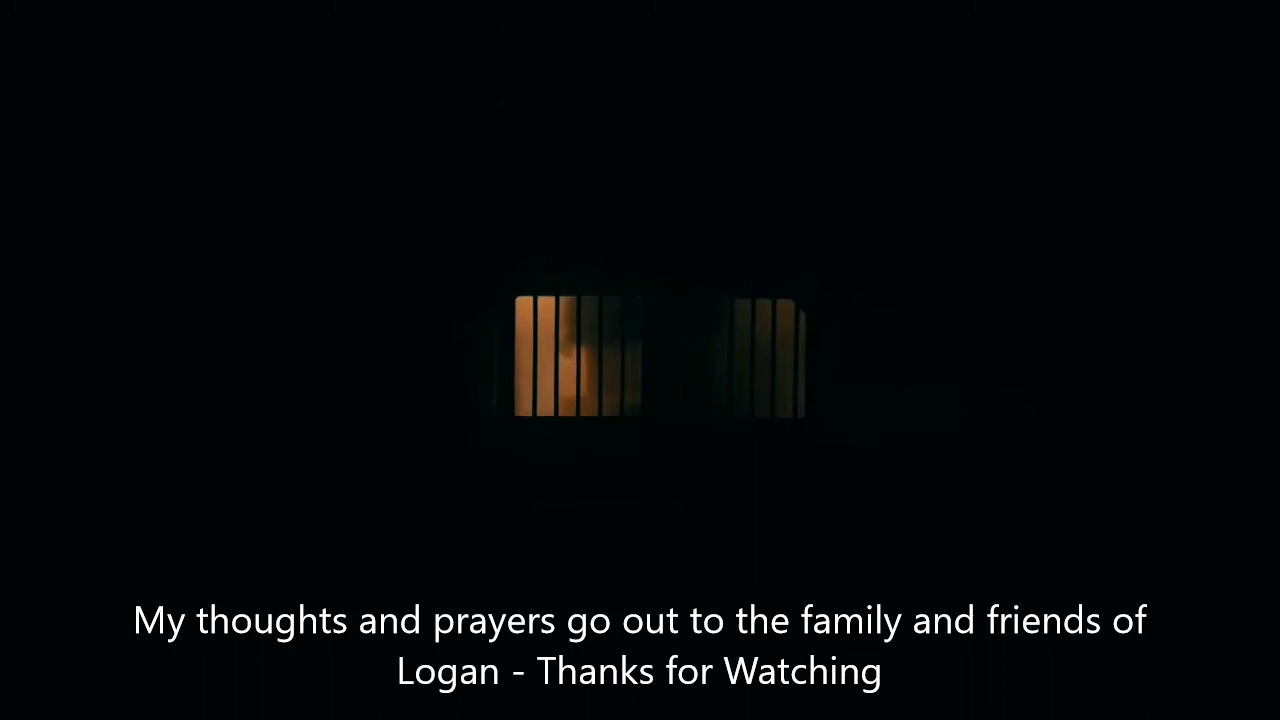 My thoughts and prayers go out to the family and friends of
Logan - Thanks for Watching